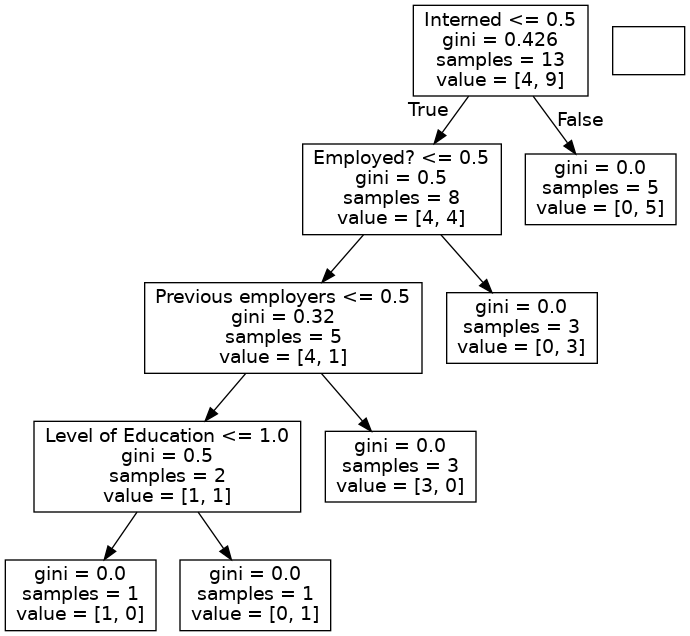 Interned <= 0.5
gini = 0.426
samples = 13
value = [4, 9]
True
False
Employed? <= 0.5
gini = 0.5
samples = 8
value = [4, 4]
gini = 0.0
samples = 5
value = [0, 5]
Previous employers <= 0.5
gini = 0.32
samples = 5
value = [4, 1]
gini = 0.0
samples = 3
value = [0, 3]
Level of Education <= 1.0
gini = 0.5
samples = 2
value = [1, 1]
gini = 0.0
samples = 3
value = [3, 0]
gini = 0.0
samples = 1
value = [1, 0]
gini = 0.0
samples = 1
value = [0, 1]